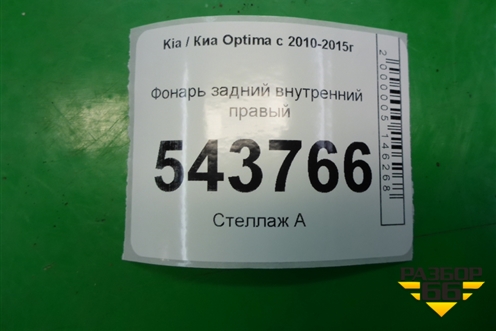 Kia / Киа Optima с 2010-2015г
Фонарь задний внутренний
правый
543766
Стеллаж А
2000005146268
РАЗБОР
66